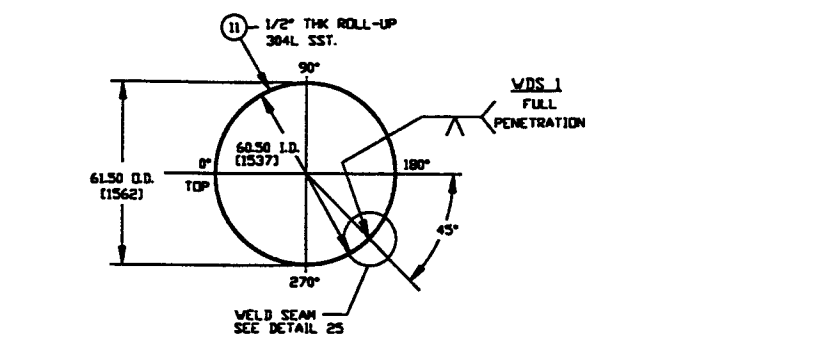 11
1/2" THK ROLL-UP
304L SST.
90°
WDS 1
FULL
PENETRATION
60.50 I.D.
[1537]
0°
180°
TOP
61.50 O.D.
[1562]
45°
270°
WELD SEAM
SEE DETAIL 25